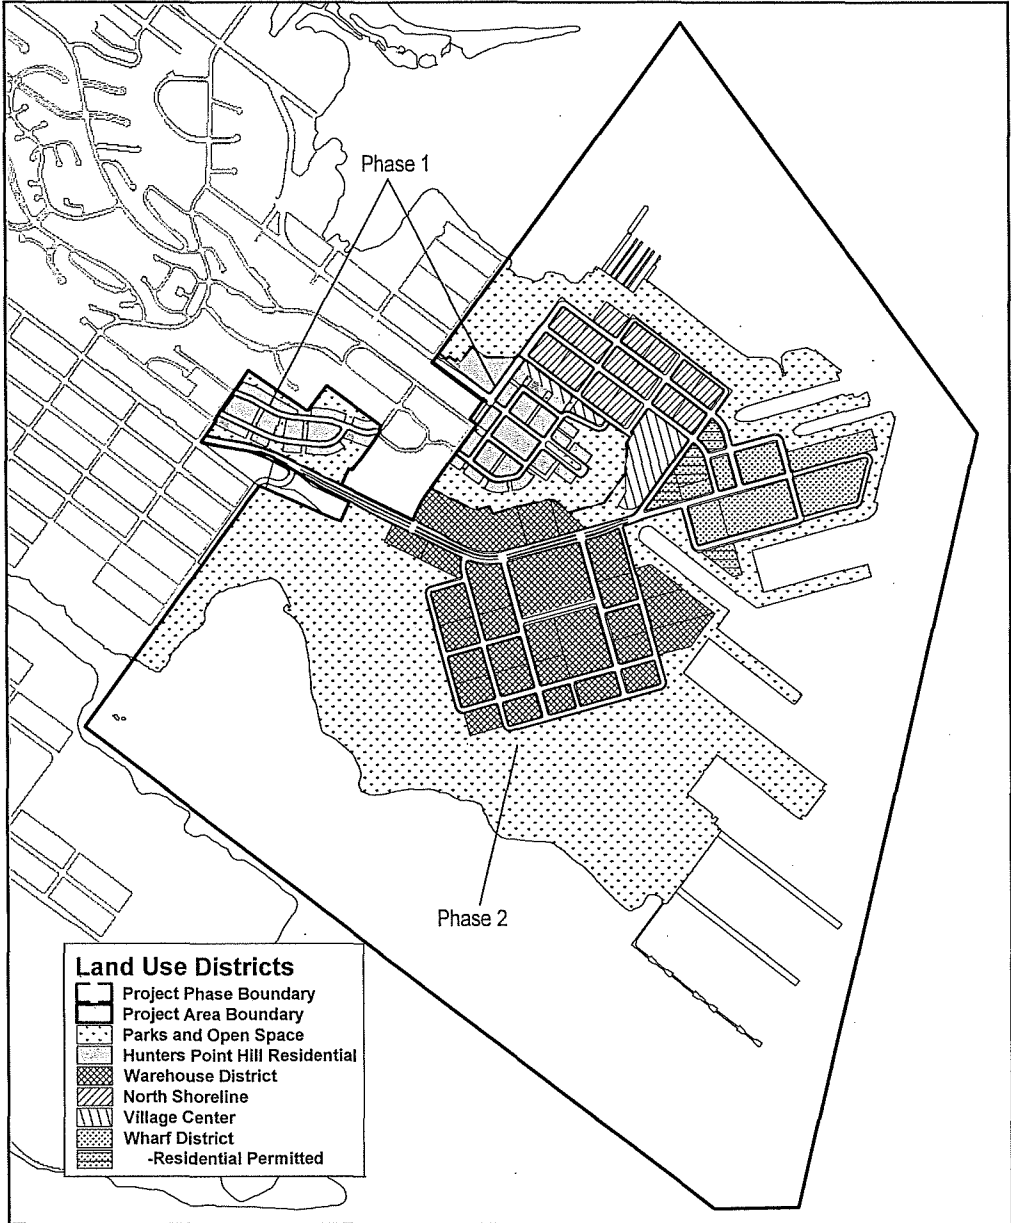 Phase 1
Phase 2
Land Use Districts
Project Phase Boundary
Project Area Boundary
Parks and Open Space
Hunters Point Hill Residential
Warehouse District
North Shoreline
Village Center
Wharf District
-Residential Permitted